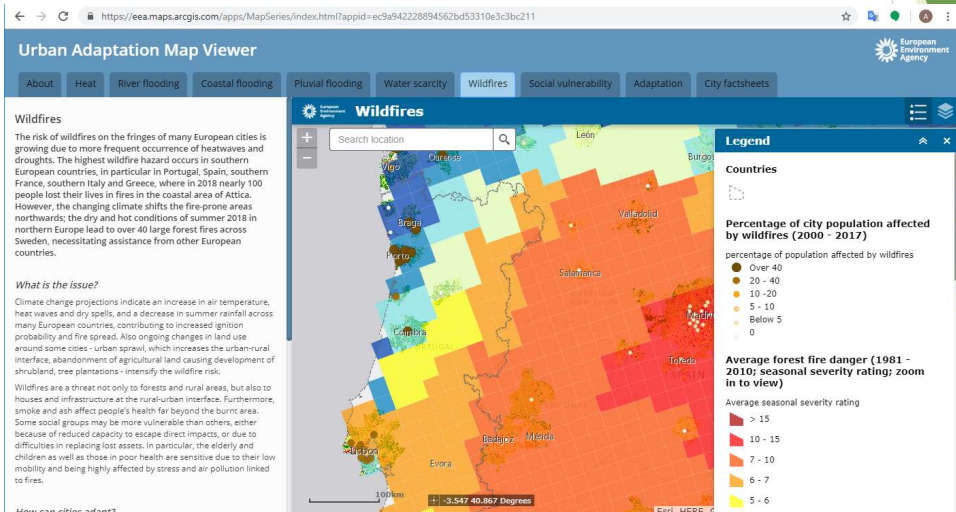 https://eea.maps.arcgis.com/apps/MapSeries/index.html?appid=ec9a942228894562bd53310e3c3bc211
A
Urban Adaptation Map Viewer
European
Environment
Agency
About Heat River flooding Coastal flooding Pluvial flooding Water scarcity Wildfires Social vulnerability Adaptation City factsheets
Wildfires
The risk of wildfires on the fringes of many European cities is
growing due to more frequent occurrence of heatwaves and
droughts. The highest wildfire hazard occurs in southern
European countries, in particular in Portugal, Spain, southern
France, southern Italy and Greece, where in 2018 nearly 100
people lost their lives in fires in the coastal area of Attica.
However, the changing climate shifts the fire-prone areas
northwards; the dry and hot conditions of summer 2018 in
northern Europe lead to over 40 large forest fires across
Sweden, necessitating assistance from other European
countries.
What is the issue?
Climate change projections indicate an increase in air temperature,
heat waves and dry spells, and a decrease in summer rainfall across
many European countries, contributing to increased ignition
probability and fire spread. Also ongoing changes in land use
around some cities - urban sprawl, which increases the urban-rural
interface, abandonment of agricultural land causing development of
shrubland, tree plantations - intensify the wildfire risk.
Wildfires are a threat not only to forests and rural areas, but also to
houses and infrastructure at the rural-urban interface. Furthermore,
smoke and ash affect people's health far beyond the burnt area.
Some social groups may be more vulnerable than others, either
because of reduced capacity to escape direct impacts, or due to
difficulties in replacing lost assets. In particular, the elderly and
children as well as those in poor health are sensitive due to their low
mobility and being highly affected by stress and air pollution linked
to fires.
How can cities adapt?
European
Environment
Agency
Wildfires
+
Search location
−
León
Vigo
Ourense
Burgos
Braga
Valladolid
Porto
Salamanca
Madrid
Coimbra
PORTUGAL
Toledo
SPAIN
Badajoz
Mérida
Lisbon
Evora
100km
-3.547 40.867 Degrees
Esri, HERE, G
Legend
Countries
Percentage of city population affected
by wildfires (2000 - 2017)
percentage of population affected by wildfires
Over 40
20 - 40
10 -20
5 - 10
Below 5
0
Average forest fire danger (1981 -
2010; seasonal severity rating; zoom
in to view)
Average seasonal severity rating
> 15
10 - 15
7 - 10
6 - 7
5 - 6